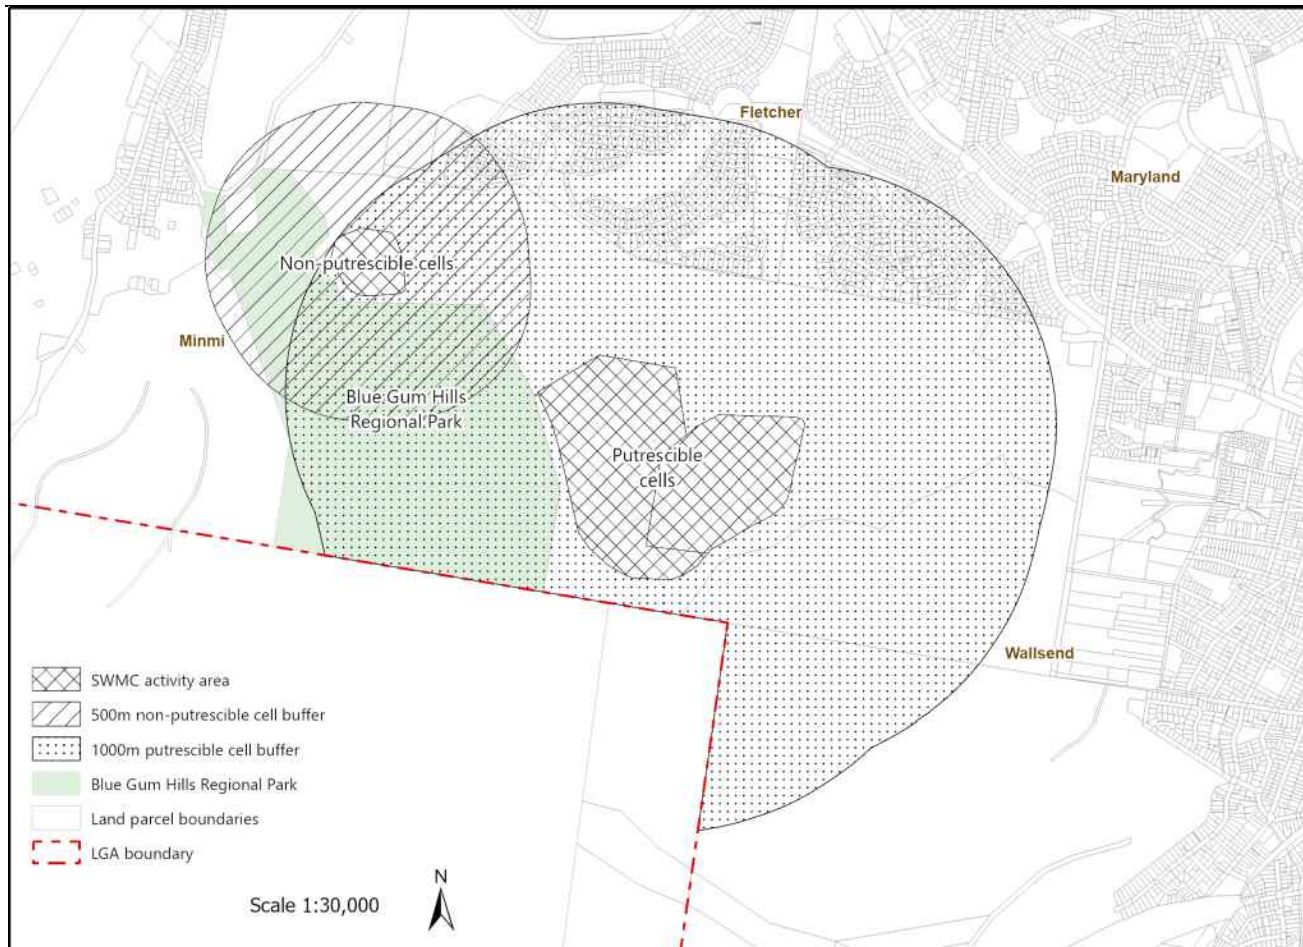 Fletcher
Maryland
Non-putrescible cells
Minmi
Blue Gum Hills
Regional Park
Putrescible
cells
Wallsend
SWMC activity area
500m non-putrescible cell buffer
1000m putrescible cell buffer
Blue Gum Hills Regional Park
Land parcel boundaries
LGA boundary
N
Scale 1:30,000